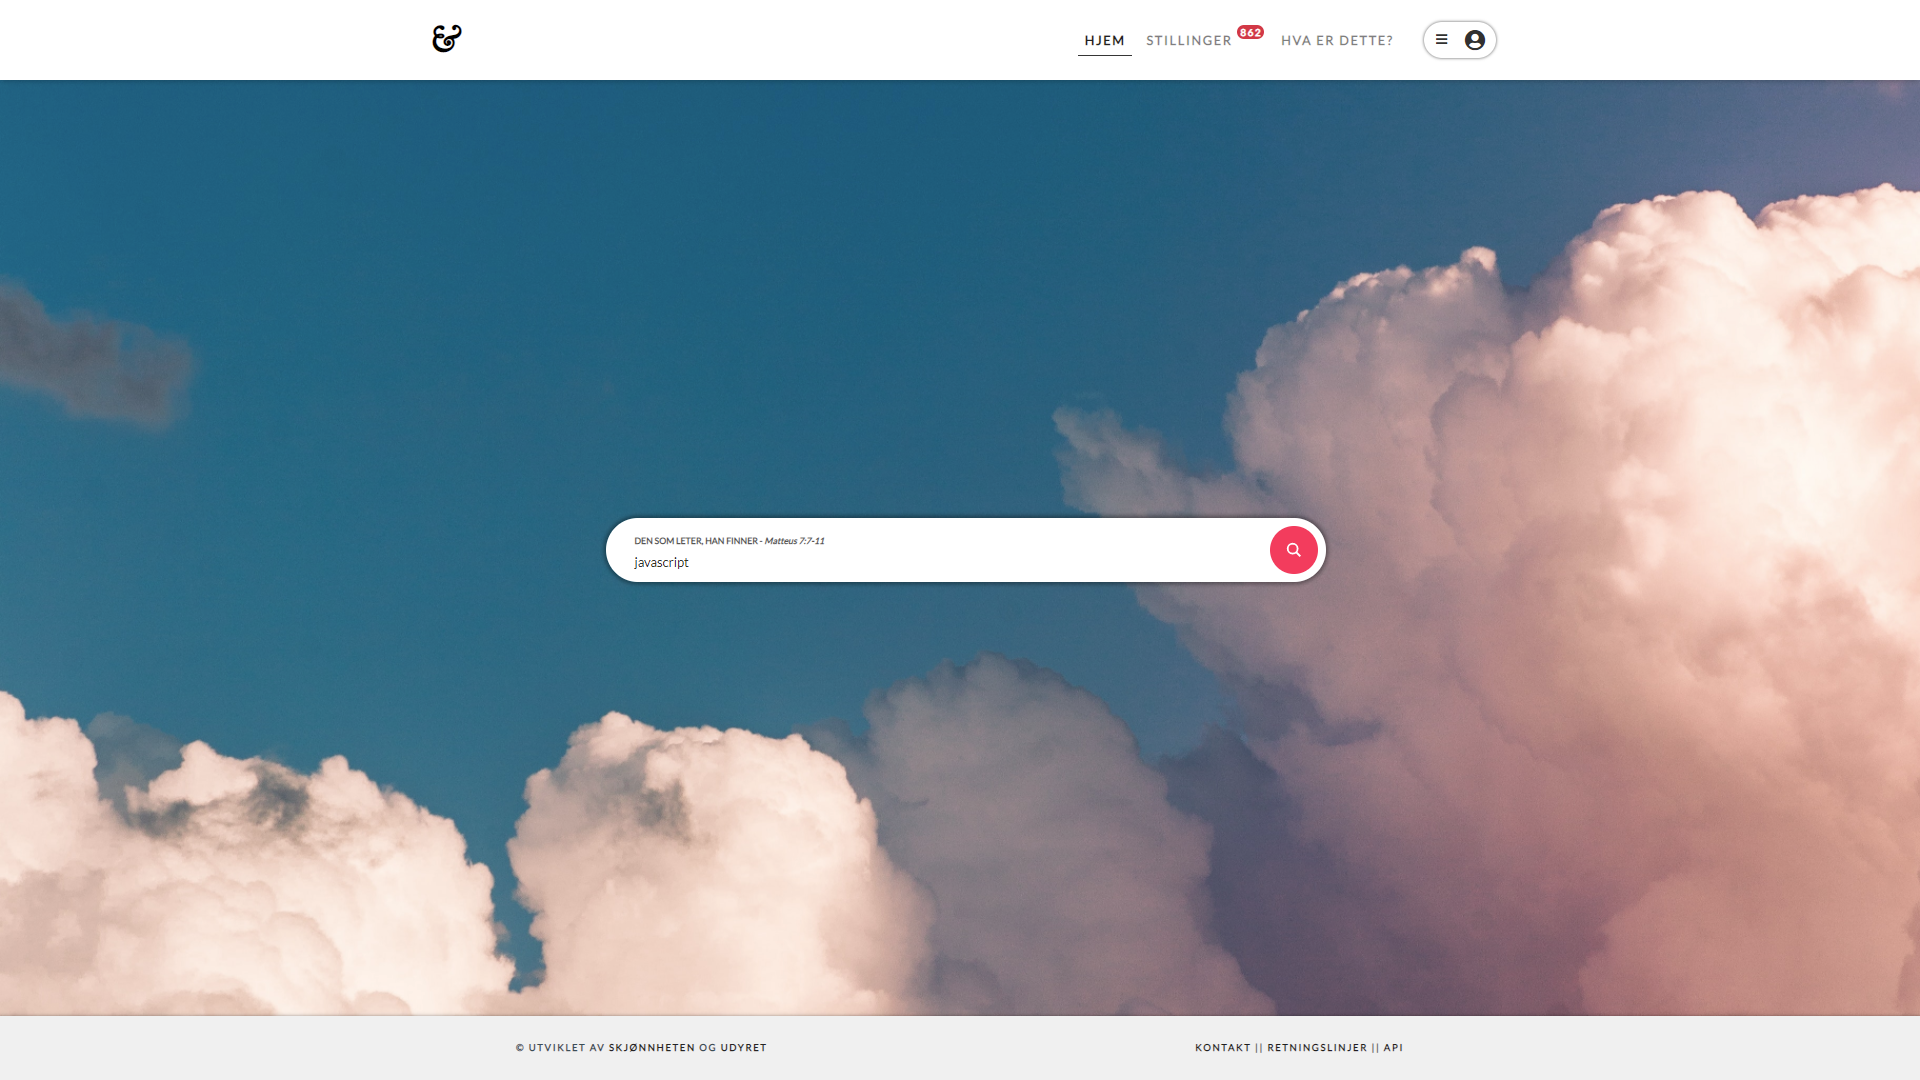 &
HJEM STILLINGER 862 HVA ER DETTE?
DEN SOM LETER, HAN FINNER - Matteus 7:7-11
javascript
© UTVIKLET AV SKJØNNHETEN OG UDYRET
KONTAKT || RETNINGSLINJER || API